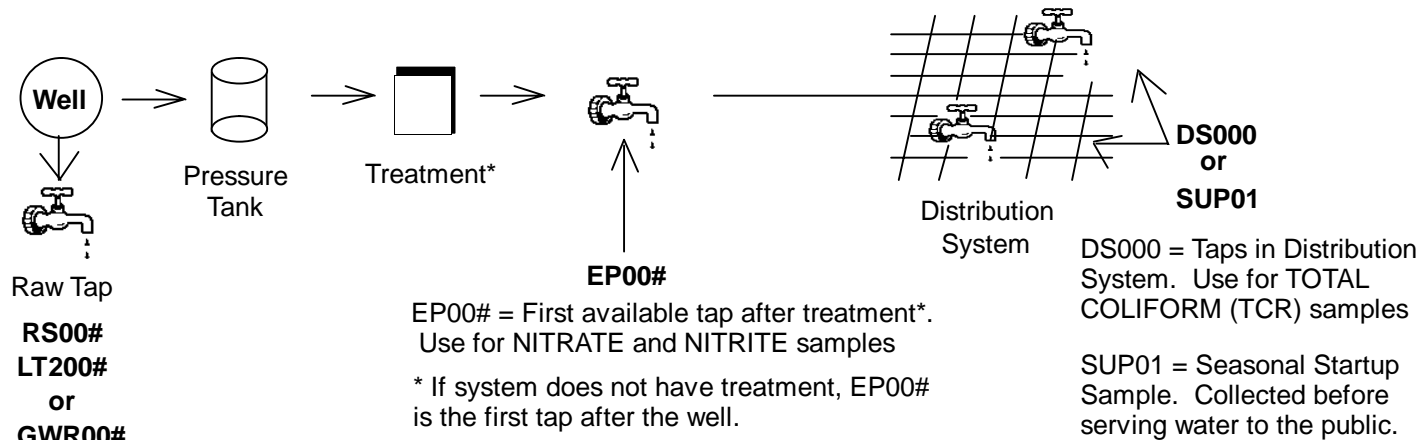 Well
Pressure
Tank
Treatment*
Raw Tap
RS00#
LT200#
or
GWR00#
EP00#
EP00# = First available tap after treatment*.
Use for NITRATE and NITRITE samples
* If system does not have treatment, EP00#
is the first tap after the well.
Distribution
System
DS000
or
SUP01
DS000 = Taps in Distribution
System. Use for TOTAL
COLIFORM (TCR) samples
SUP01 = Seasonal Startup
Sample. Collected before
serving water to the public.